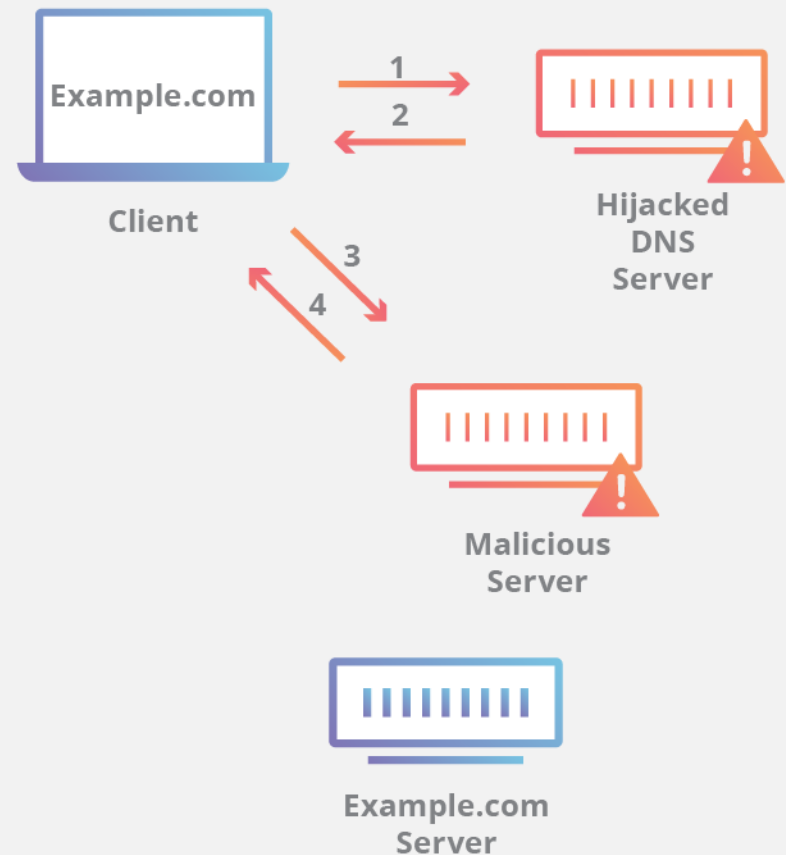 Example.com
1
2
Client
Hijacked
DNS
Server
3
4
Malicious
Server
Example.com
Server